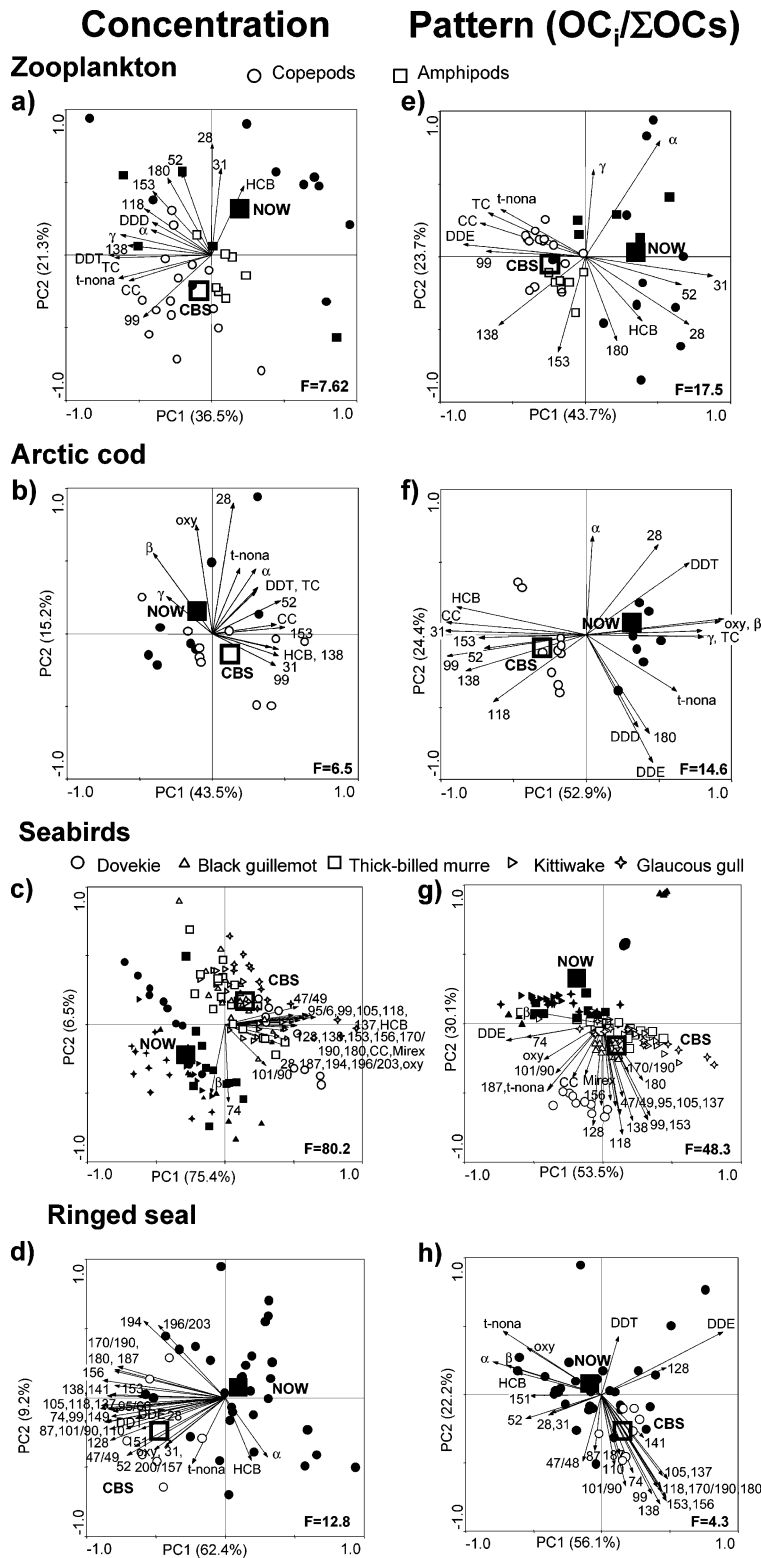 Concentration
Pattern (OCi/ΣOCs)
Zooplankton
Copepods
Amphipods
a)
1.0
28
52
180
31
153
HCB
118
NOW
DDD
α
γ
138
DDT
TC
t-nona
CC
CBS
99
PC2 (21.3%)
-1.0
F=7.62
-1.0
PC1 (36.5%)
1.0
e)
1.0
α
γ
t-nona
TC
CC
DDE
NOW
99
CBS
31
52
HCB
28
138
180
153
PC2 (23.7%)
-1.0
F=17.5
-1.0
PC1 (43.7%)
1.0
Arctic cod
b)
1.0
28
oxy
β
t-nona
α
DDT, TC
γ
52
NOW
CC
153
HCB, 138
CBS
31
99
PC2 (15.2%)
-1.0
F=6.5
-1.0
PC1 (43.5%)
1.0
f)
1.0
α
28
DDT
HCB
CC
NOW
oxy, β
31
γ, TC
153
52
99
CBS
138
118
t-nona
DDD
180
DDE
PC2 (24.4%)
-1.0
F=14.6
-1.0
PC1 (52.9%)
1.0
Seabirds
Dovekie
Black guillemot
Thick-billed murre
Kittiwake
Glaucous gull
c)
1.0
CBS
47/49
95/6,99,105,118,
137,HCB
128,138,153,156,170/
NOW
190,180,CC,Mirex
28,187,194,196/203,oxy
101/90
β
74
PC2 (6.5%)
-1.0
F=80.2
-1.0
PC1 (75.4%)
1.0
g)
1.0
NOW
β
DDE
74
CBS
oxy
101/90
170/190
187,t-nona
CC
Mirex
180
156
47/49,95,105,137
99,153
138
128
118
PC2 (30.1%)
-1.0
F=48.3
-1.0
PC1 (53.5%)
1.0
Ringed seal
d)
1.0
194
196/203
170/190,
180, 187
156
NOW
138,141
153
105,118,137
95/66
74,99,149
DDE
28
DDT
87,101/90,110
128
151
47/49
oxy, 31,
α
52
200/157
t-nona
HCB
CBS
PC2 (9.2%)
-1.0
F=12.8
-1.0
PC1 (62.4%)
1.0
h)
1.0
t-nona
DDT
DDE
oxy
α
β
NOW
128
HCB
151
52
28,31
CBS
141
47/48
87
187
110
105,137
101/90
74
118,170/190,180
99
153,156
138
PC2 (22.2%)
-1.0
F=4.3
-1.0
PC1 (56.1%)
1.0